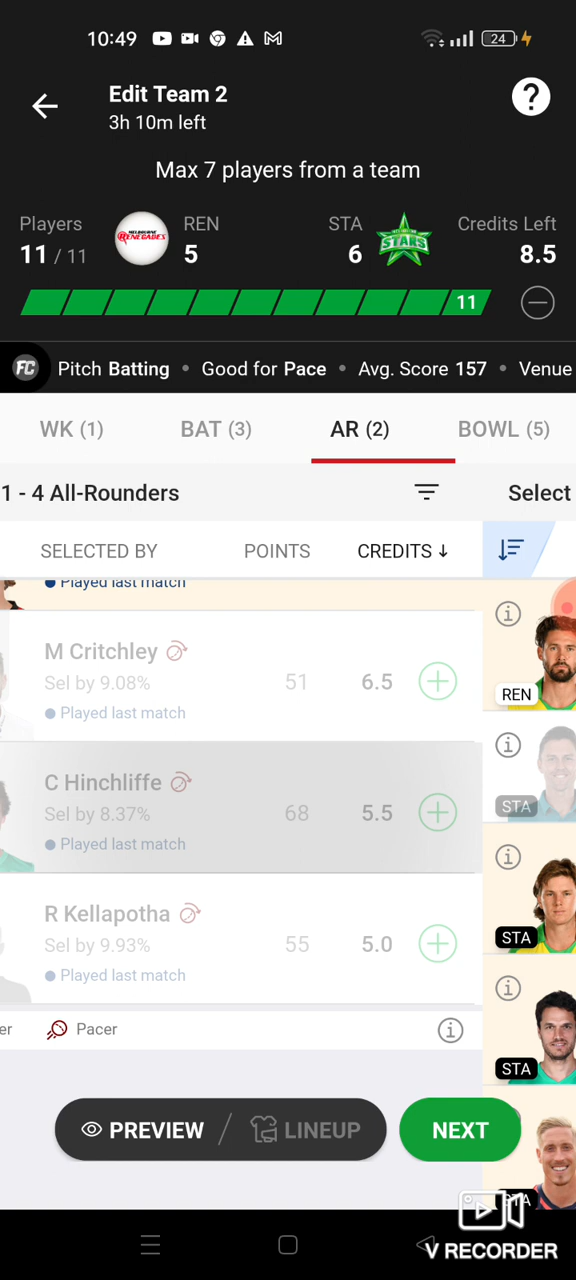 10:49
24
Edit Team 2
3h 10m left
?
Max 7 players from a team
Players
11 / 11
MELBOURNE
RENEGADES
REN
5
STA
6
STARS
Credits Left
8.5
11
FC Pitch Batting • Good for Pace • Avg. Score 157 • Venue
WK (1) BAT (3) AR (2) BOWL (5)
1 - 4 All-Rounders
Select
SELECTED BY POINTS CREDITS ↓
Played last match
M Critchley
Sel by 9.08% 51 6.5
Played last match
REN
C Hinchliffe
Sel by 8.37% 68 5.5
Played last match
STA
R Kellapotha
Sel by 9.93% 55 5.0
Played last match
STA
er Pacer
STA
PREVIEW / LINEUP
NEXT
STA
V RECORDER